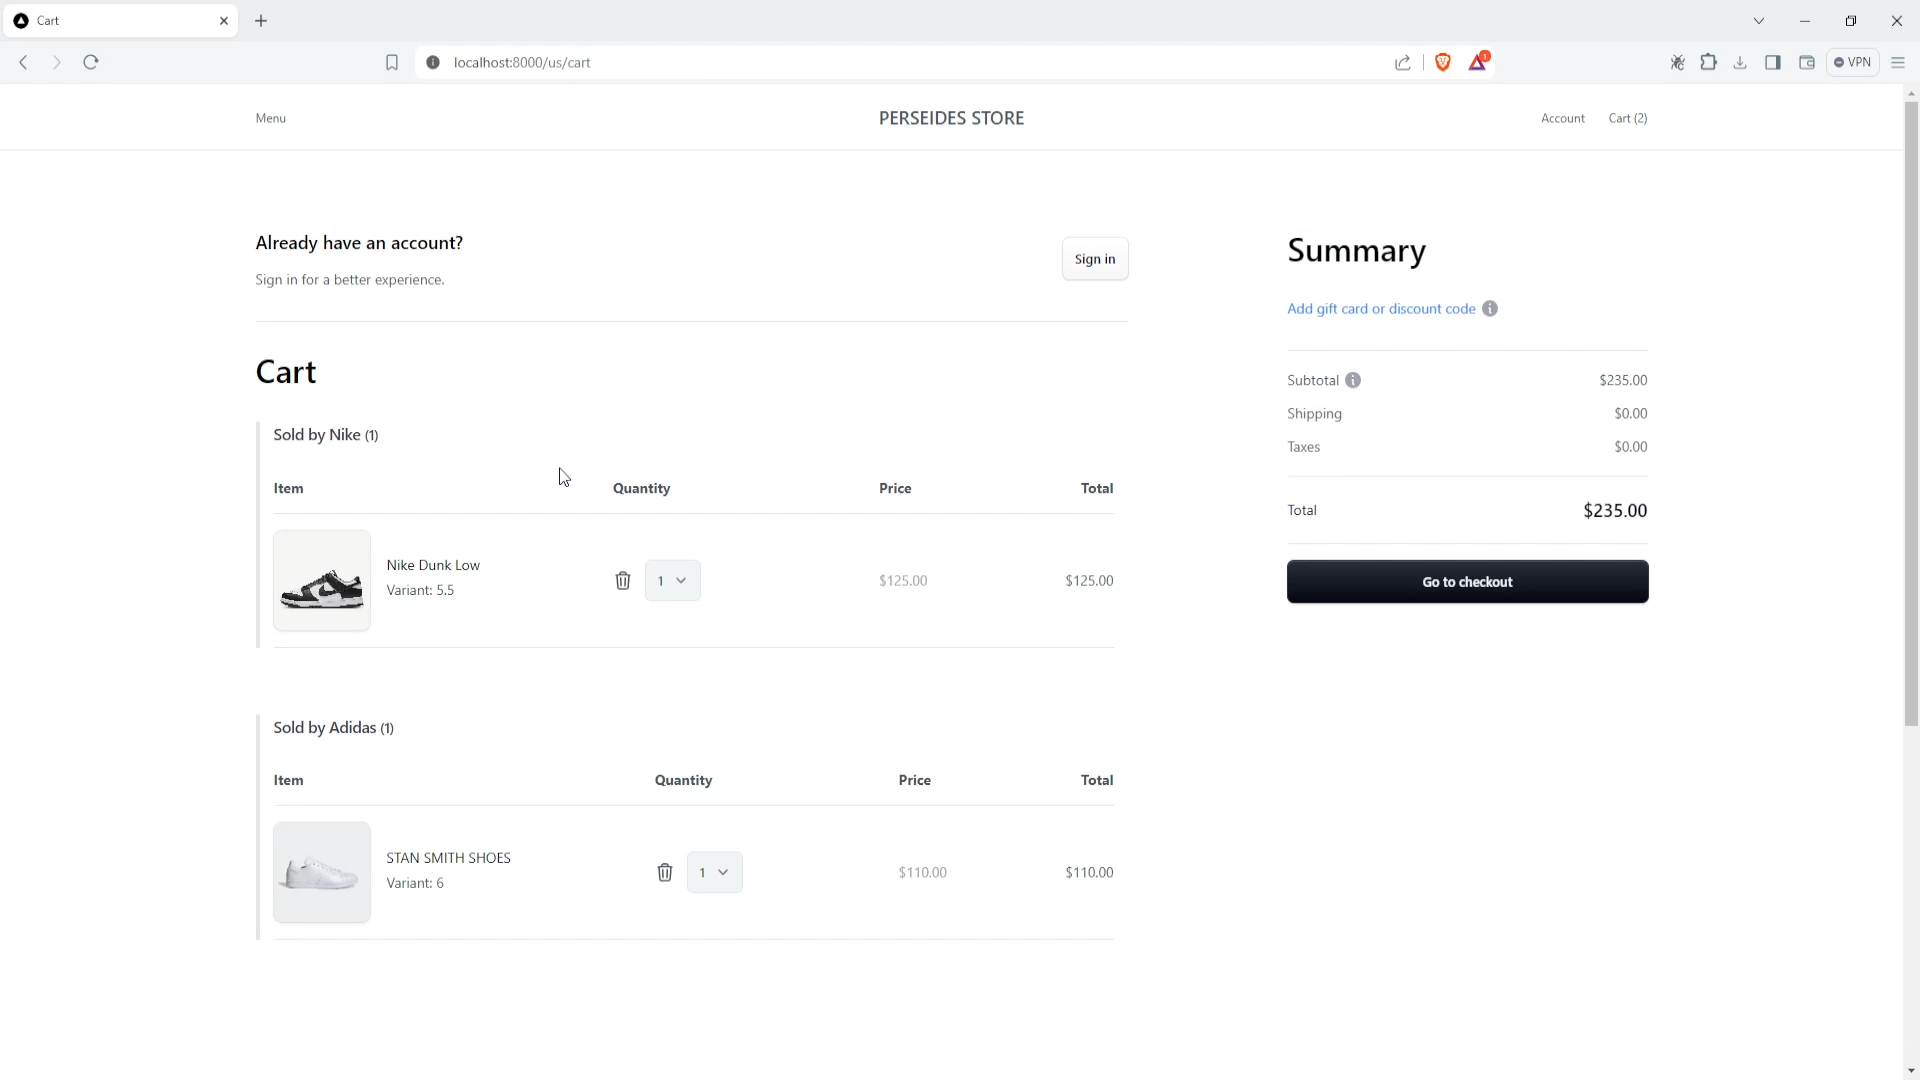 Cart
localhost:8000/us/cart
1
VPN
Menu
PERSEIDES STORE
Account
Cart (2)
Already have an account?
Sign in for a better experience.
Sign in
Cart
Sold by Nike (1)
Item Quantity Price Total
Nike Dunk Low
Variant: 5.5
1 $125.00 $125.00
Sold by Adidas (1)
Item Quantity Price Total
STAN SMITH SHOES
Variant: 6
1 $110.00 $110.00
Summary
Add gift card or discount code
Subtotal $235.00
Shipping $0.00
Taxes $0.00
Total $235.00
Go to checkout